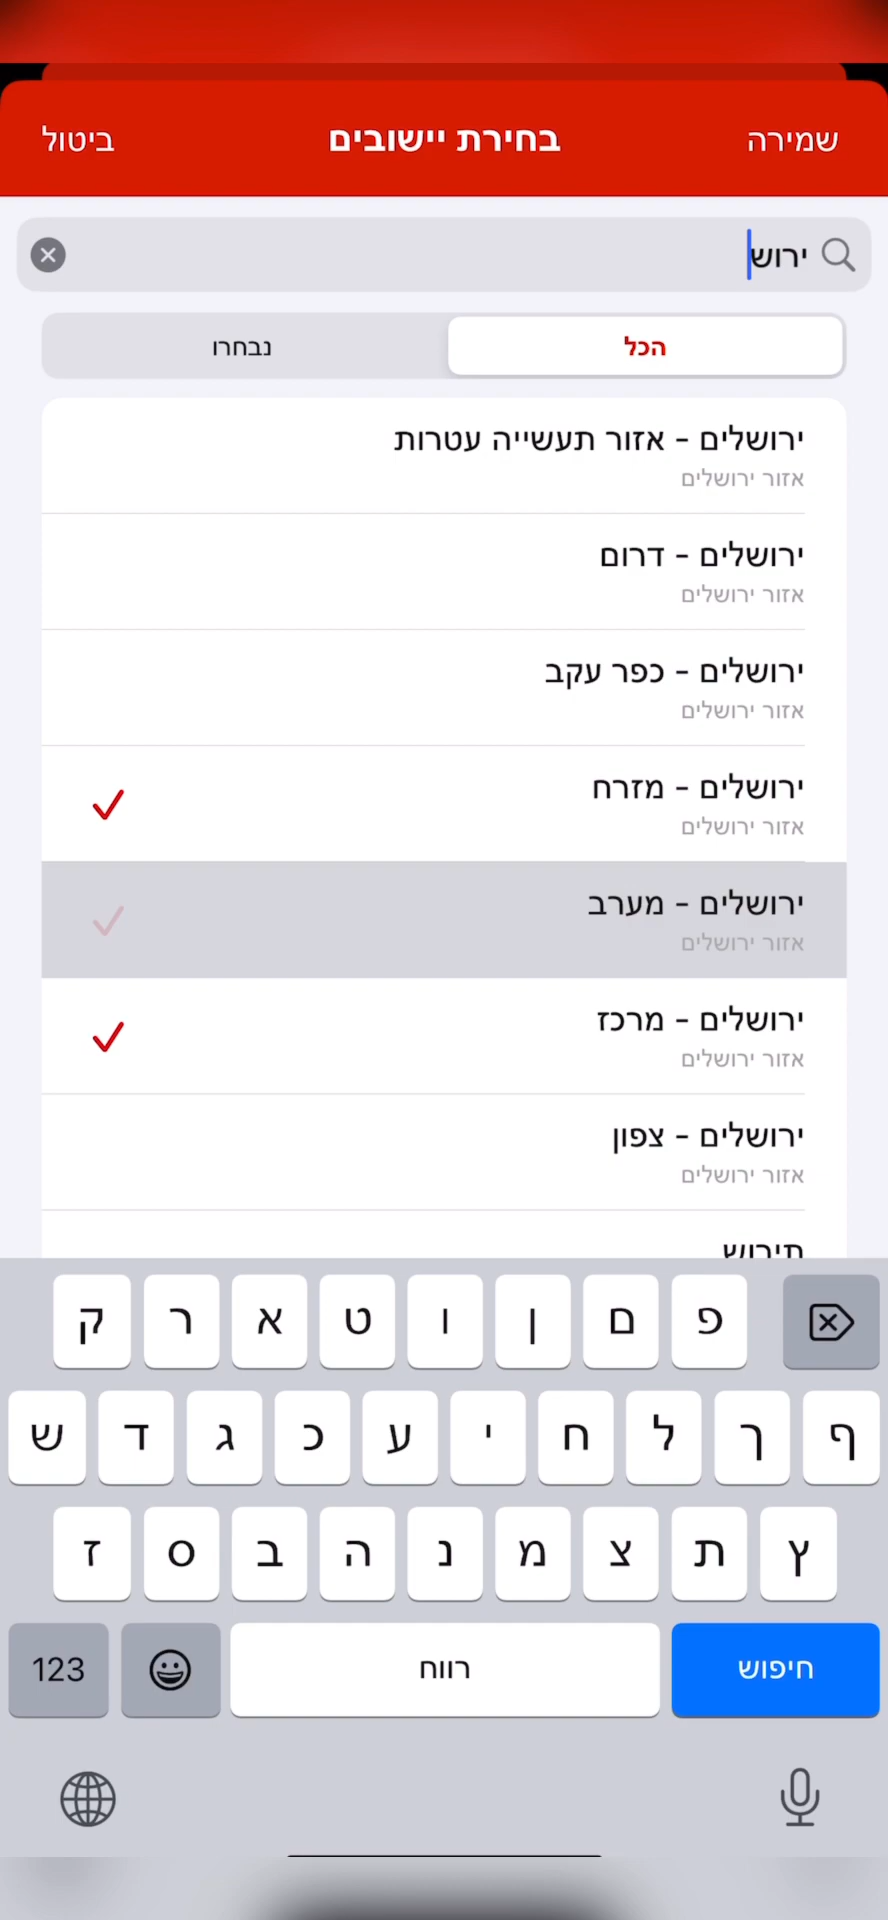 שמירה
בחירת יישובים
ביטול
ירוש
הכל
נבחרו
ירושלים - אזור תעשייה עטרות
אזור ירושלים
ירושלים - דרום
אזור ירושלים
ירושלים - כפר עקב
אזור ירושלים
ירושלים - מזרח
אזור ירושלים
ירושלים - מערב
אזור ירושלים
ירושלים - מרכז
אזור ירושלים
ירושלים - צפון
אזור ירושלים
תירוש
ק ר א ט ו ן ם פ
ש ד ג כ ע י ח ל ך ף
ז ס ב ה נ מ צ ת ץ
123
רווח
חיפוש